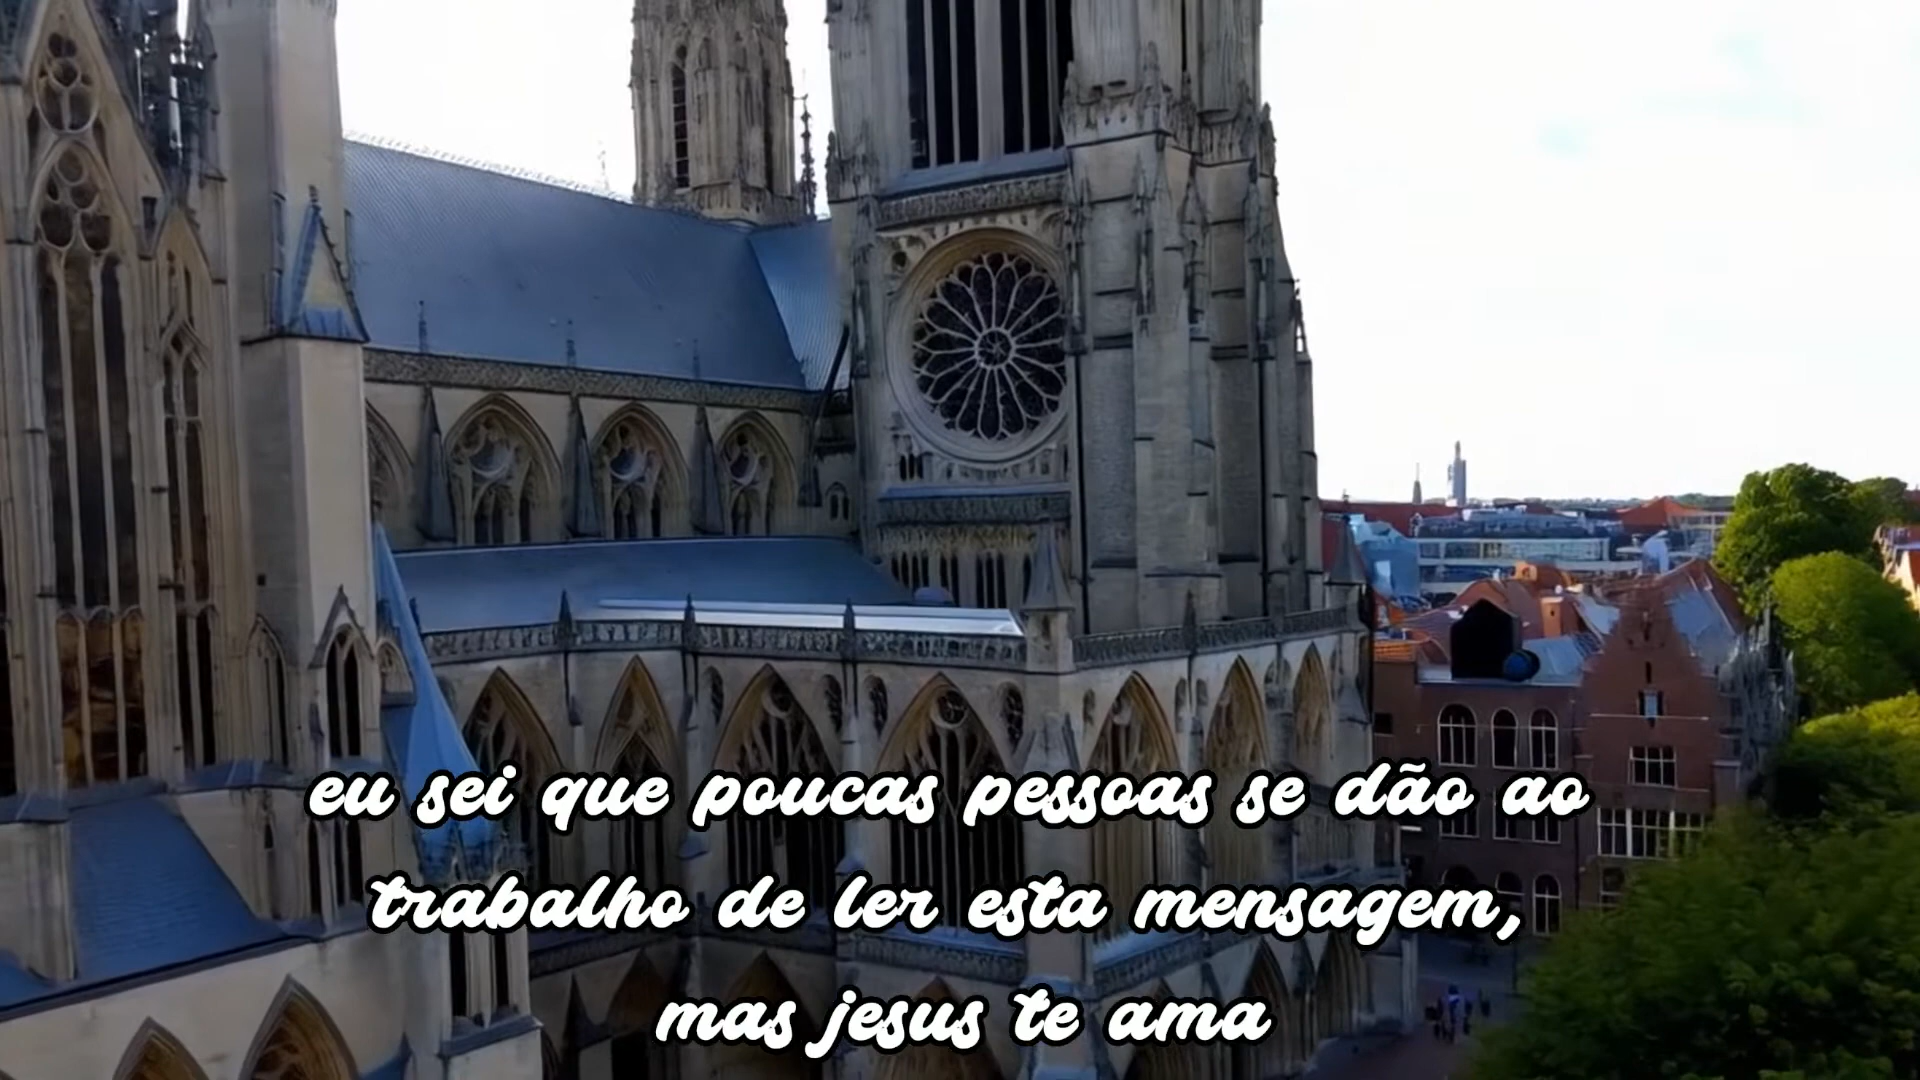 eu sei que poucas pessoas se dão ao
trabalho de ler esta mensagem,
mas jesus te ama